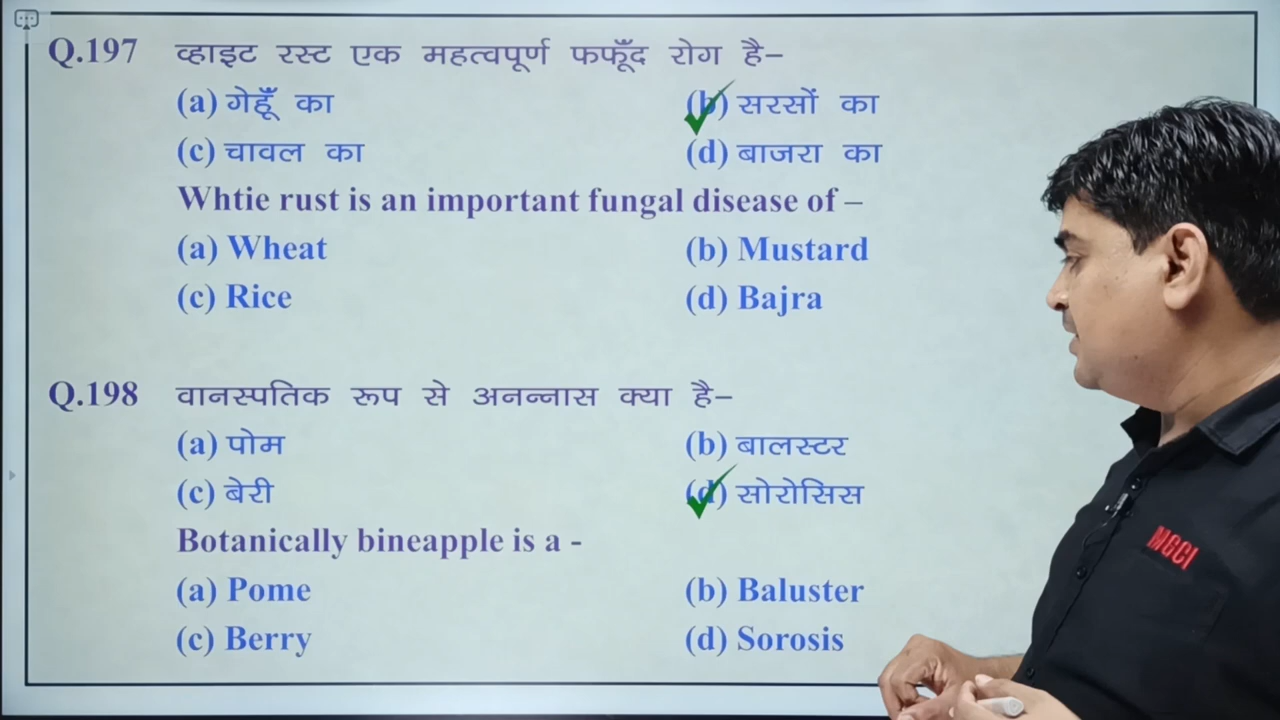 Q.197 व्हाइट रस्ट एक महत्वपूर्ण फफूँद रोग है–
(a) गेहूँ का (b) सरसों का
(c) चावल का (d) बाजरा का
Whtie rust is an important fungal disease of –
(a) Wheat (b) Mustard
(c) Rice (d) Bajra
Q.198 वानस्पतिक रूप से अनन्नास क्या है–
(a) पोम (b) बालस्टर
(c) बेरी (d) सोरोसिस
Botanically bineapple is a -
(a) Pome (b) Baluster
(c) Berry (d) Sorosis
MGCI